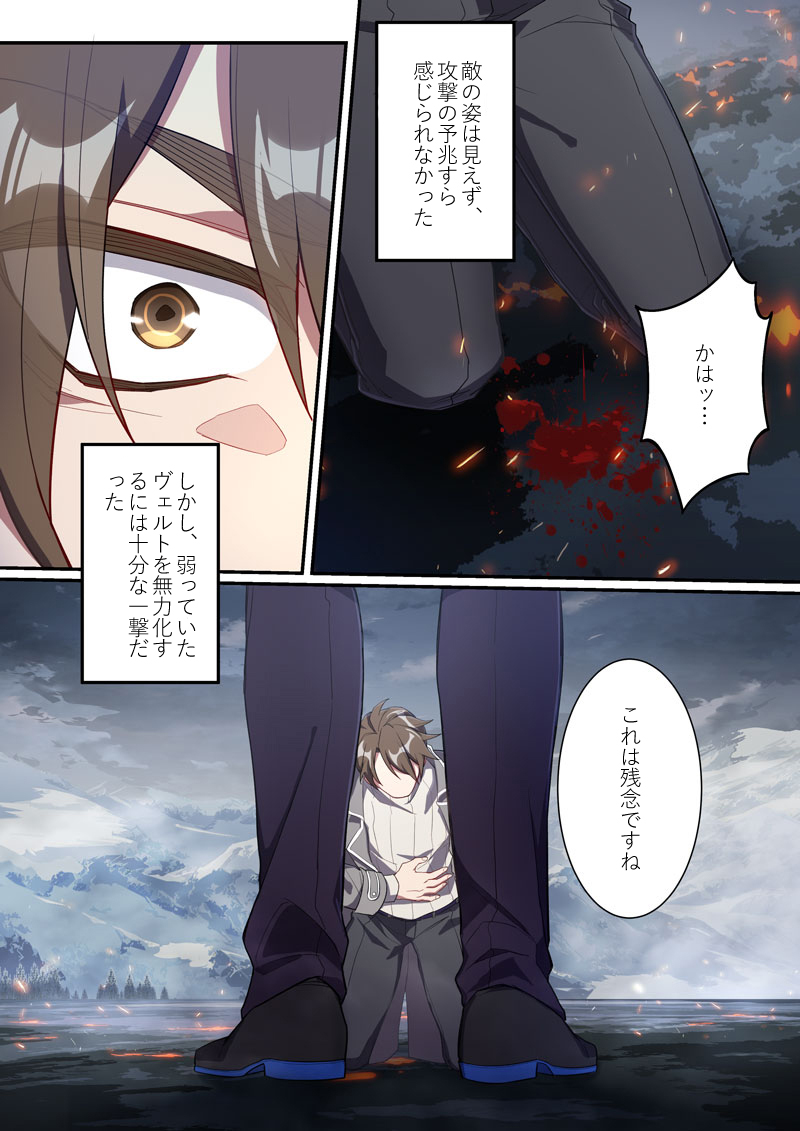 敵の姿は見えず、
攻撃の予兆すら
感じられなかった
かはッ…
しかし、弱っていた
ヴェルトを無力化す
るには十分な一撃だ
った
これは残念ですね